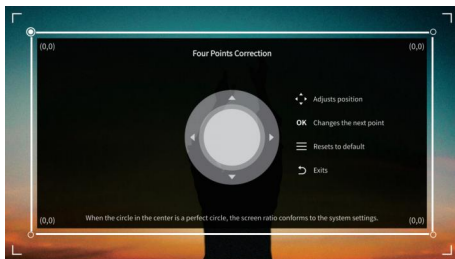 (0,0)
(0,0)
Four Points Correction
Adjusts position
OK Changes the next point
Resets to default
Exits
(0,0)
When the circle in the center is a perfect circle, the screen ratio conforms to the system settings.
(0,0)